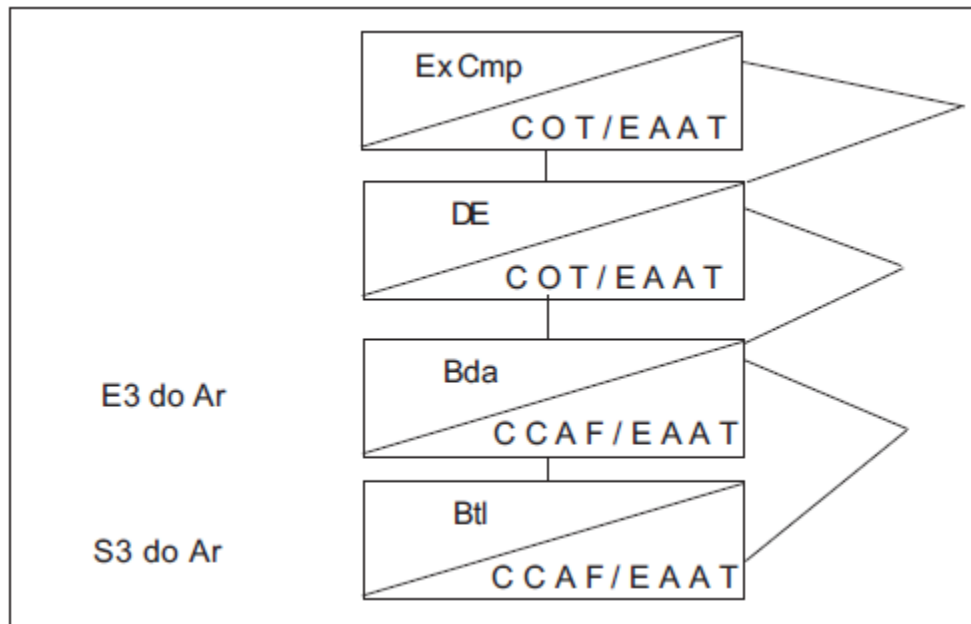 Ex Cmp
COT/EAAT
DE
COT/EAAT
E3 do Ar
Bda
CCAF/EAAT
S3 do Ar
Btl
CCAF/EAAT